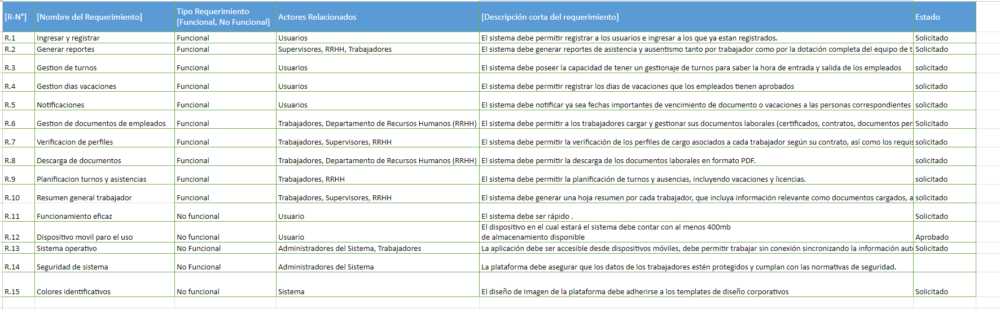 [R-N°] [Nombre del Requerimiento] Tipo Requerimiento [Funcional, No Funcional] Actores Relacionados [Descripción corta del requerimiento] Estado
R.1 Ingresar y registrar Funcional Usuarios El sistema debe permitir registrar a los usuarios e ingresar a los que ya estan registrados. Solicitado
R.2 Generar reportes Funcional Supervisores, RRHH, Trabajadores El sistema debe generar reportes de asistencia y ausentismo tanto por trabajador como por la dotación completa del equipo de t Solicitado
R.3 Gestion de turnos Funcional Usuarios El sistema debe poseer la capacidad de tener un gestionaje de turnos para saber la hora de entrada y salida de los empleados solicitado
R.4 Gestion dias vacaciones Funcional Usuarios El sistema debe permitir registrar los dias de vacaciones que los empleados tienen aprobados solicitado
R.5 Notificaciones Funcional Usuarios El sistema debe notificar ya sea fechas importantes de vencimiento de documento o vacaciones a las personas correspondientes solicitado
R.6 Gestion de documentos de empleados Funcional Trabajadores, Departamento de Recursos Humanos (RRHH) El sistema debe permitir a los trabajadores cargar y gestionar sus documentos laborales (certificados, contratos, documentos per Solicitado
R.7 Verificacion de perfiles Funcional Trabajadores, Supervisores, RRHH El sistema debe permitir la verificación de los perfiles de cargo asociados a cada trabajador según su contrato, así como los requis solicitado
R.8 Descarga de documentos Funcional Trabajadores, Departamento de Recursos Humanos (RRHH) El sistema debe permitir la descarga de los documentos laborales en formato PDF. solicitado
R.9 Planificacion turnos y asistencias Funcional Trabajadores, RRHH El sistema debe permitir la planificación de turnos y ausencias, incluyendo vacaciones y licencias. solicitado
R.10 Resumen general trabajador Funcional Trabajadores, Supervisores, RRHH El sistema debe generar una hoja resumen por cada trabajador, que incluya información relevante como documentos cargados, a solicitado
R.11 Funcionamiento eficaz No funcional Usuario El sistema debe ser rápido . Solicitado
R.12 Dispositivo movil paro el uso No funcional Usuario El dispositivo en el cual estará el sistema debe contar con al menos 400mb
de almacenamiento disponible Aprobado
R.13 Sistema operativo No Funcional Administradores del Sistema, Trabajadores La aplicación debe ser accesible desde dispositivos móviles, debe permitir trabajar sin conexión sincronizando la información aut Solicitado
R.14 Seguridad de sistema No Funcional Administradores del Sistema La plataforma debe asegurar que los datos de los trabajadores estén protegidos y cumplan con las normativas de seguridad.
R.15 Colores identificativos No funcional Sistema El diseño de Imagen de la plataforma debe adherirse a los templates de diseño corporativos Solicitado